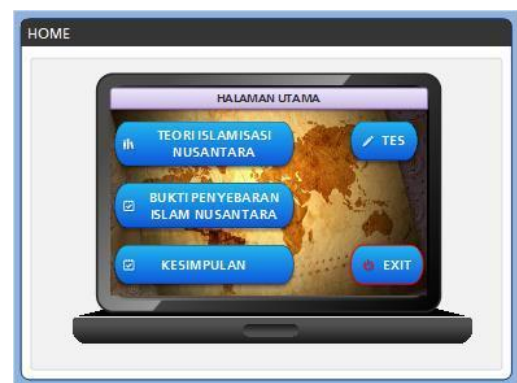 HOME
HALAMAN UTAMA
TEORI ISLAMISASI
NUSANTARA
TES
BUKTI PENYEBARAN
ISLAM NUSANTARA
KESIMPULAN
EXIT